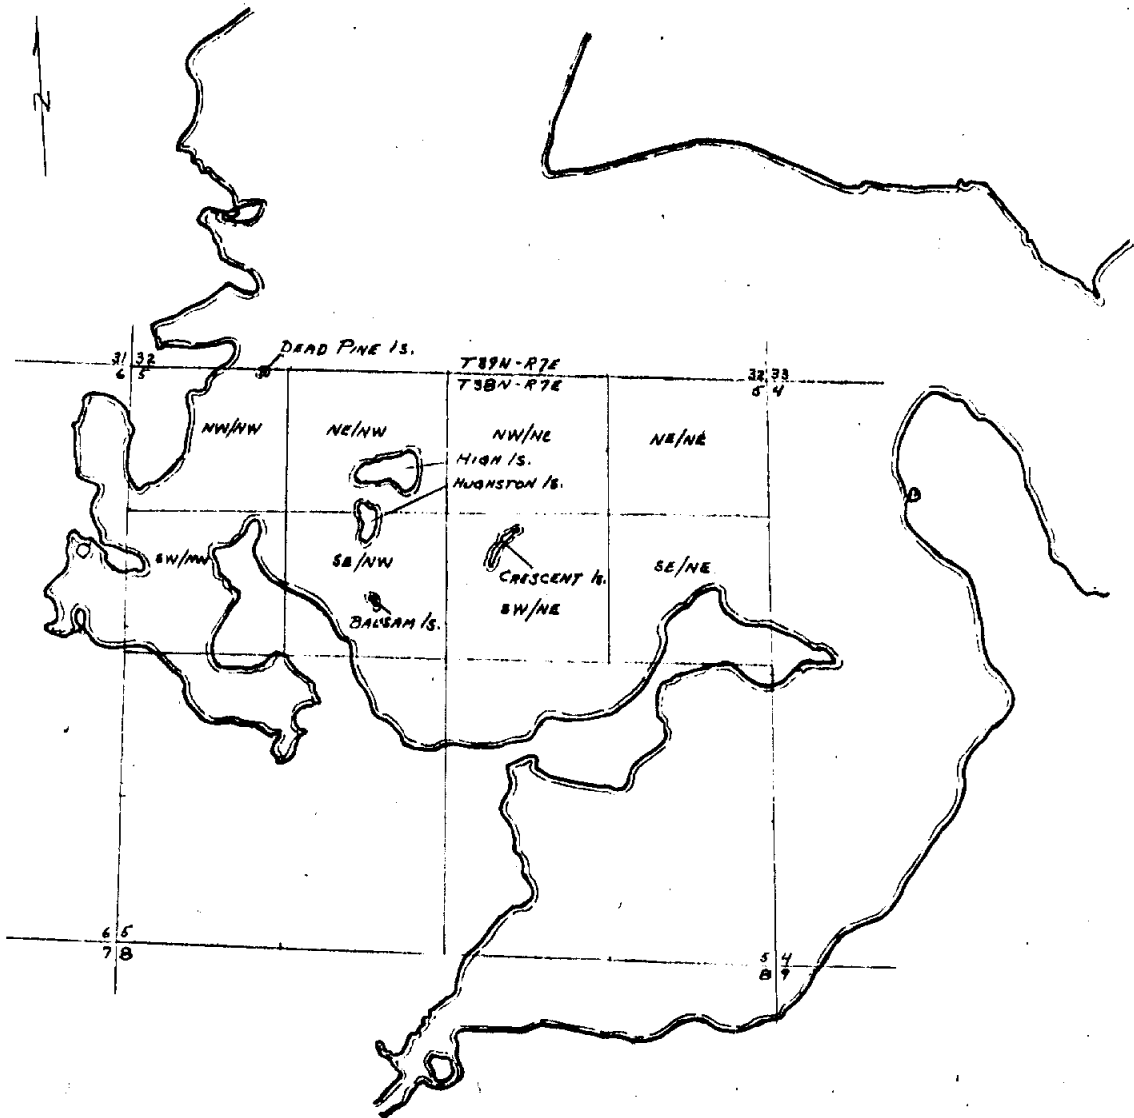 N
DEAD PINE IS.
31 32
6 5
T39N-R7E
T38N-R7E
32 33
5 4
NW/NW
NE/NW
NW/NE
NE/NE
HIGH IS.
HUGHSTON IS.
SW/NW
SE/NW
CRESCENT IS.
SE/NE
BALSAM IS.
SW/NE
6 5
7 8
5 4
8 9